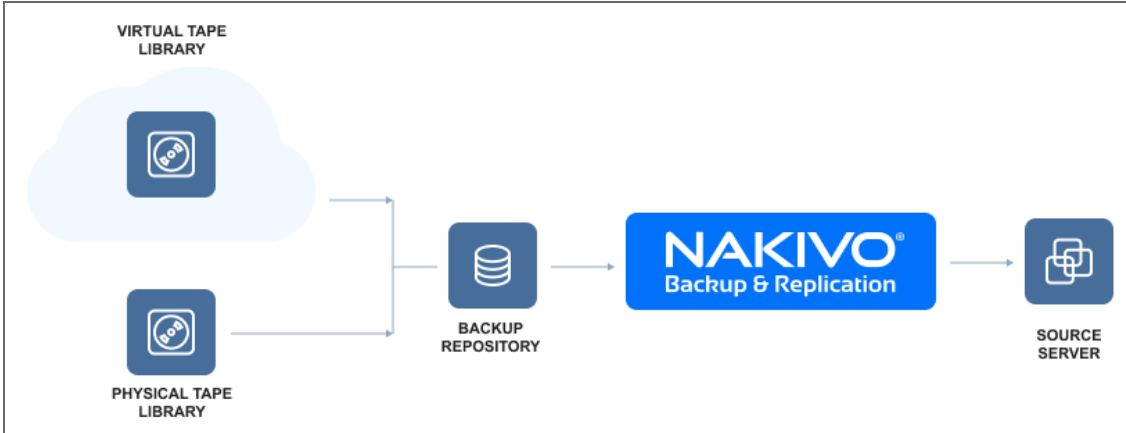 VIRTUAL TAPE
LIBRARY
NAKIVO®
Backup & Replication
BACKUP
REPOSITORY
SOURCE
SERVER
PHYSICAL TAPE
LIBRARY